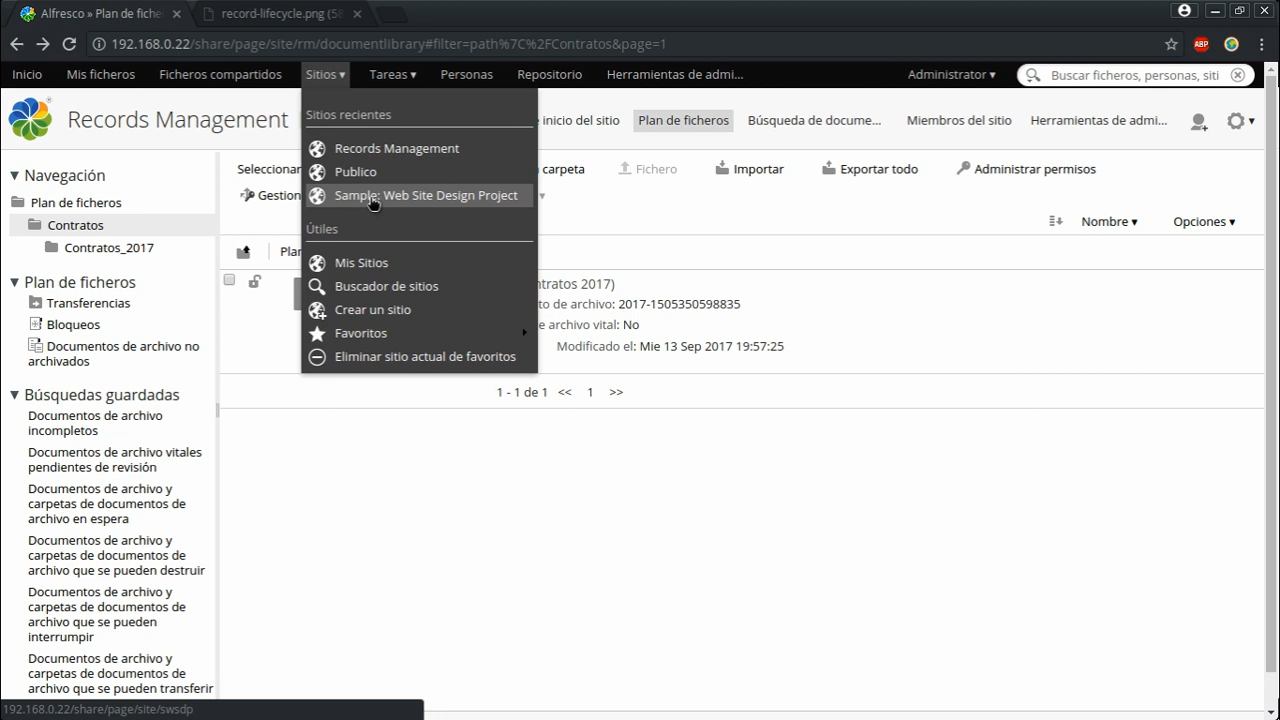 Alfresco » Plan de fiche
record-lifecycle.png (58
192.168.0.22/share/page/site/rm/documentlibrary#filter=path%7C%2FContratos&page=1
ABP
Inicio
Mis ficheros
Ficheros compartidos
Sitios ▾
Tareas ▾
Personas
Repositorio
Herramientas de admi...
Administrator ▾
Buscar ficheros, personas, siti
Records Management
inicio del sitio
Plan de ficheros
Búsqueda de docume...
Miembros del sitio
Herramientas de admi...
Sitios recientes
Records Management
Publico
Sample: Web Site Design Project
Útiles
Mis Sitios
Buscador de sitios
Crear un sitio
Favoritos
Eliminar sitio actual de favoritos
Navegación
Plan de ficheros
Contratos
Contratos_2017
Plan de ficheros
Transferencias
Bloqueos
Documentos de archivo no
archivados
Búsquedas guardadas
Documentos de archivo
incompletos
Documentos de archivo vitales
pendientes de revisión
Documentos de archivo y
carpetas de documentos de
archivo en espera
Documentos de archivo y
carpetas de documentos de
archivo que se pueden destruir
Documentos de archivo y
carpetas de documentos de
archivo que se pueden
interrumpir
Documentos de archivo y
carpetas de documentos de
archivo que se pueden transferir
Seleccionar
carpeta
Fichero
Importar
Exportar todo
Administrar permisos
Gestion
Nombre ▾
Opciones ▾
Plan
ntratos 2017)
to de archivo: 2017-1505350598835
e archivo vital: No
Modificado el: Mie 13 Sep 2017 19:57:25
1 - 1 de 1 << 1 >>
192.168.0.22/share/page/site/swsdp